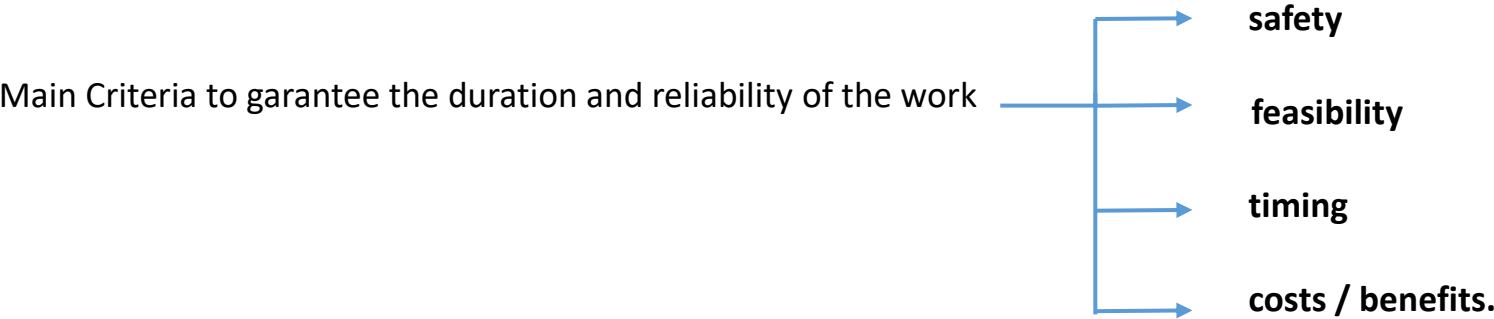 safety
Main Criteria to garantee the duration and reliability of the work
feasibility
timing
costs / benefits.